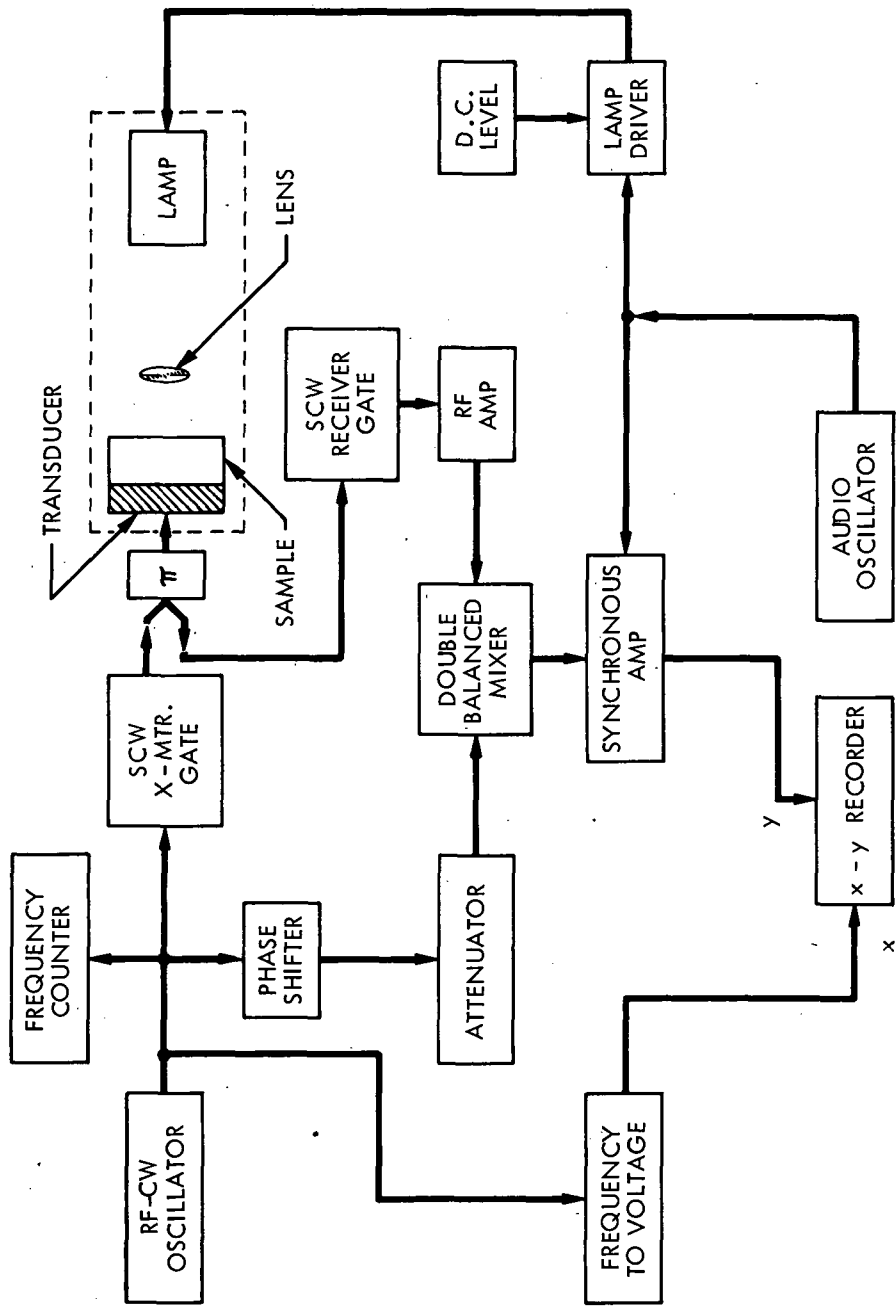 FREQUENCY
COUNTER
RF-CW
OSCILLATOR
SCW
X-MTR.
GATE
π
TRANSDUCER
SAMPLE
LENS
LAMP
PHASE
SHIFTER
SCW
RECEIVER
GATE
D.C.
LEVEL
RF
AMP
LAMP
DRIVER
ATTENUATOR
DOUBLE
BALANCED
MIXER
FREQUENCY
TO VOLTAGE
SYNCHRONOUS
AMP
y
x - y RECORDER
x
AUDIO
OSCILLATOR